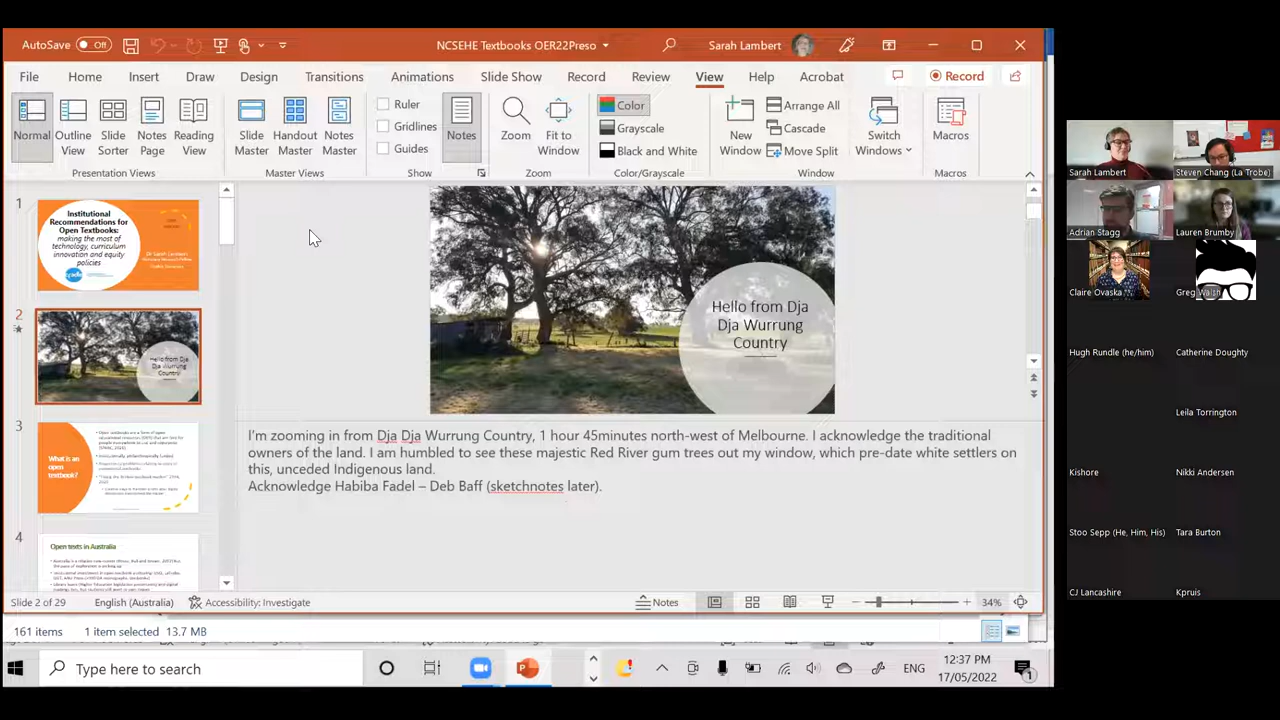 AutoSave Off
NCSEHE Textbooks OER22Preso
Sarah Lambert
File Home Insert Draw Design Transitions Animations Slide Show Record Review View Help Acrobat
Record
Normal
Outline View
Slide Sorter
Notes Page
Reading View
Presentation Views
Slide Master
Handout Master
Notes Master
Master Views
Ruler
Gridlines
Guides
Show
Notes
Zoom
Fit to Window
Zoom
Color
Grayscale
Black and White
Color/Grayscale
New Window
Arrange All
Cascade
Move Split
Switch Windows
Window
Macros
Macros
1
Institutional
Recommendations for
Open Textbooks:
making the most of
technology, curriculum
innovation and equity
policies
2
Hello from Dja
Dja Wurrung
Country
3
What is an
open
textbook?
4
Open texts in Australia
Hello from Dja
Dja Wurrung
Country
I'm zooming in from Dja Dja Wurrung Country, 1 hour 45minutes north-west of Melbourne I acknowledge the traditional
owners of the land. I am humbled to see these majestic Red River gum trees out my window, which pre-date white settlers on
this, unceded Indigenous land.
Acknowledge Habiba Fadel – Deb Baff (sketchnotes later).
Slide 2 of 29 English (Australia) Accessibility: Investigate
Notes
34%
161 items 1 item selected 13.7 MB
Type here to search
ENG
12:37 PM
17/05/2022
1
Sarah Lambert
Steven Chang (La Trobe)
Adrian Stagg
Lauren Brumby
Claire Ovaska
Greg Walsh
Hugh Rundle (he/him)
Catherine Doughty
Leila Torrington
Kishore
Nikki Andersen
Stoo Sepp (He, Him, His)
Tara Burton
CJ Lancashire
Kpruis